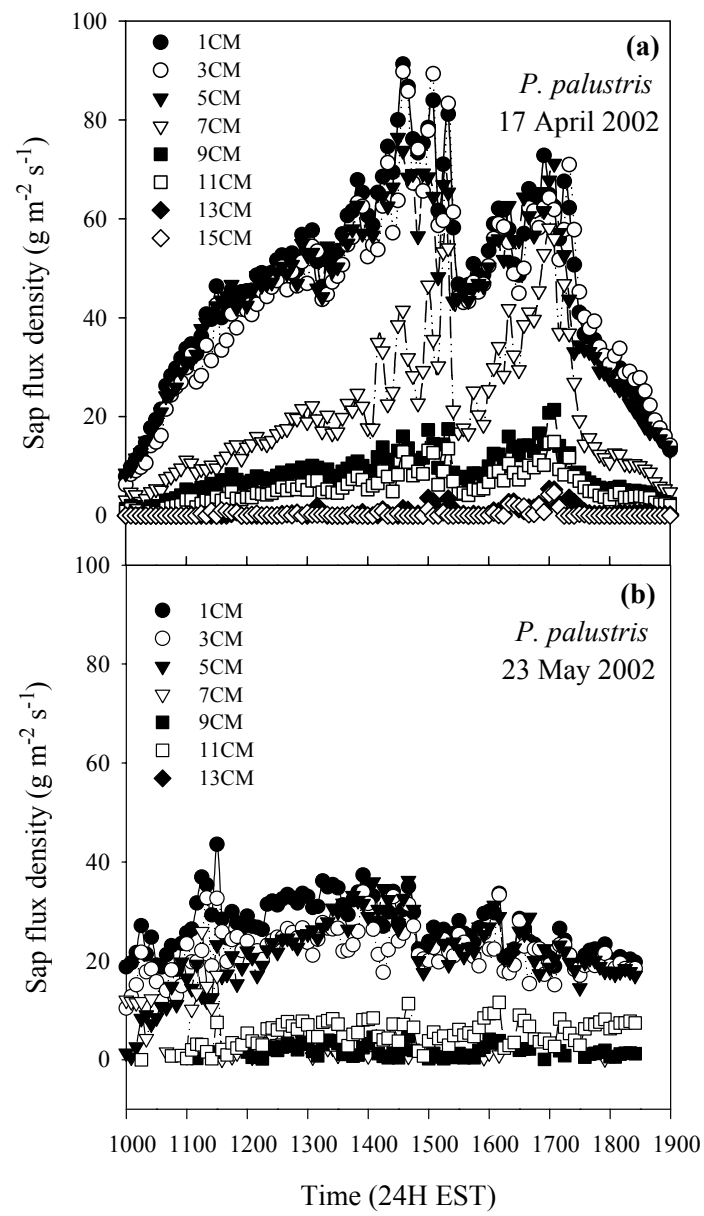 100
80
60
40
20
0
Sap flux density (g m-2 s-1)
1CM
3CM
5CM
7CM
9CM
11CM
13CM
15CM
(a)
P. palustris
17 April 2002
100
80
60
40
20
0
Sap flux density (g m-2 s-1)
1CM
3CM
5CM
7CM
9CM
11CM
13CM
(b)
P. palustris
23 May 2002
1000 1100 1200 1300 1400 1500 1600 1700 1800 1900
Time (24H EST)